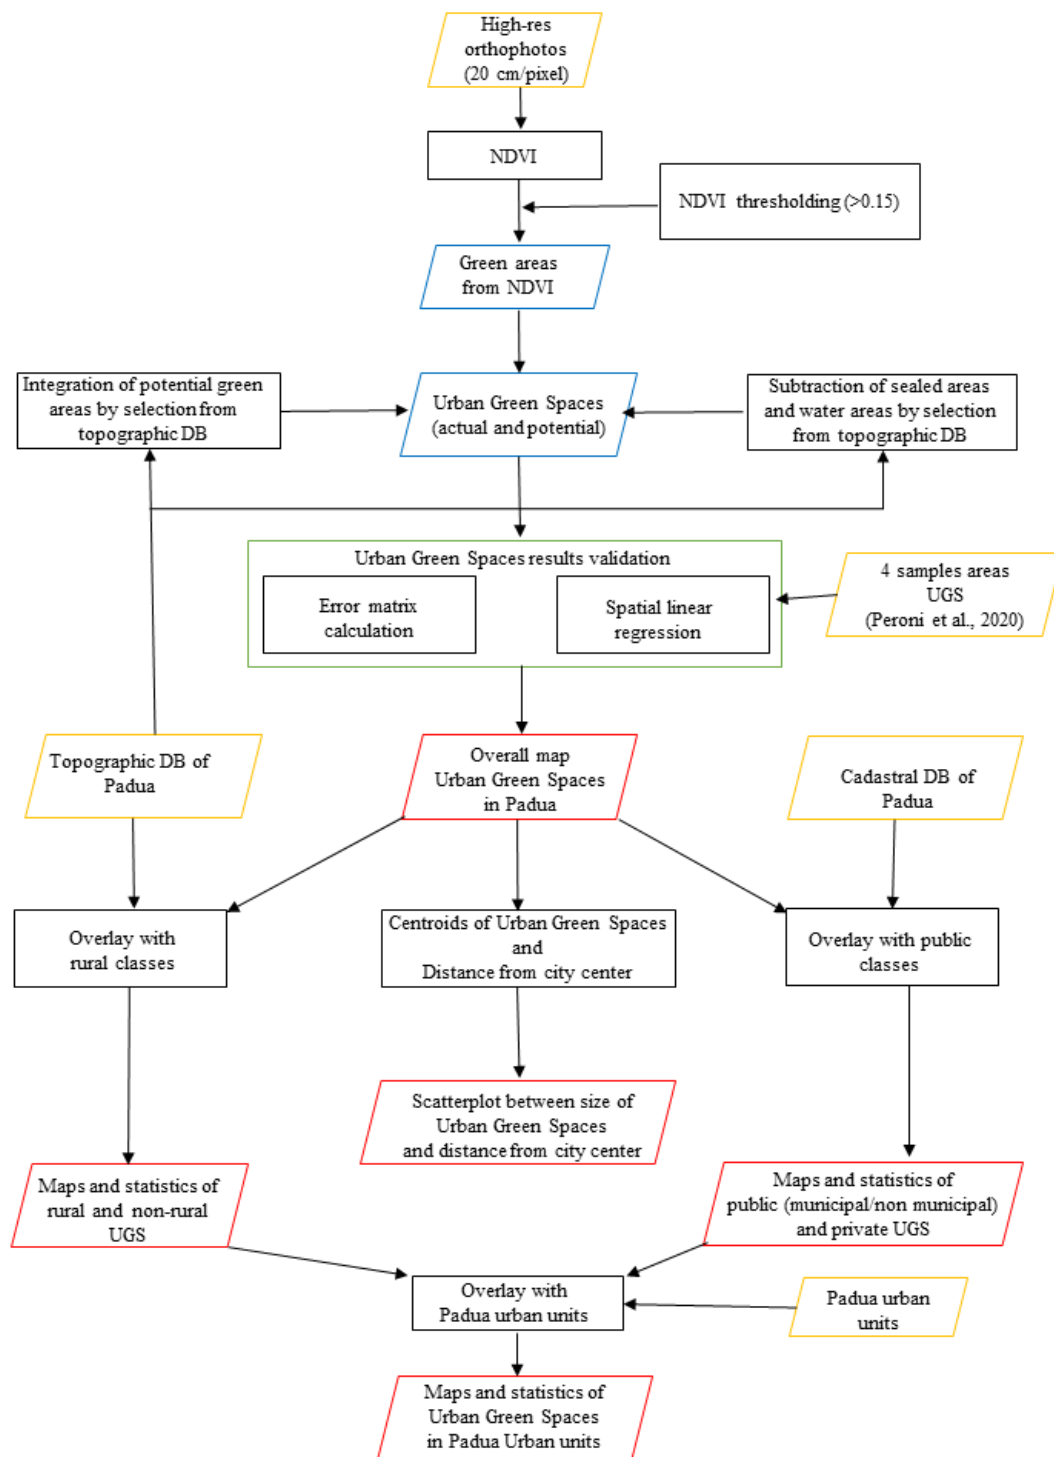 High-res
orthophotos
(20 cm/pixel)
NDVI
NDVI thresholding (>0.15)
Green areas
from NDVI
Integration of potential green
areas by selection from
topographic DB
Urban Green Spaces
(actual and potential)
Subtraction of sealed areas
and water areas by selection
from topographic DB
Urban Green Spaces results validation
Error matrix
calculation
Spatial linear
regression
4 samples areas
UGS
(Peroni et al., 2020)
Topographic DB of
Padua
Overall map
Urban Green Spaces
in Padua
Cadastral DB of
Padua
Overlay with
rural classes
Centroids of Urban Green Spaces
and
Distance from city center
Overlay with public
classes
Scatterplot between size of
Urban Green Spaces
and distance from city center
Maps and statistics of
rural and non-rural
UGS
Maps and statistics of
public (municipal/non municipal)
and private UGS
Overlay with
Padua urban units
Padua urban
units
Maps and statistics of
Urban Green Spaces
in Padua Urban units